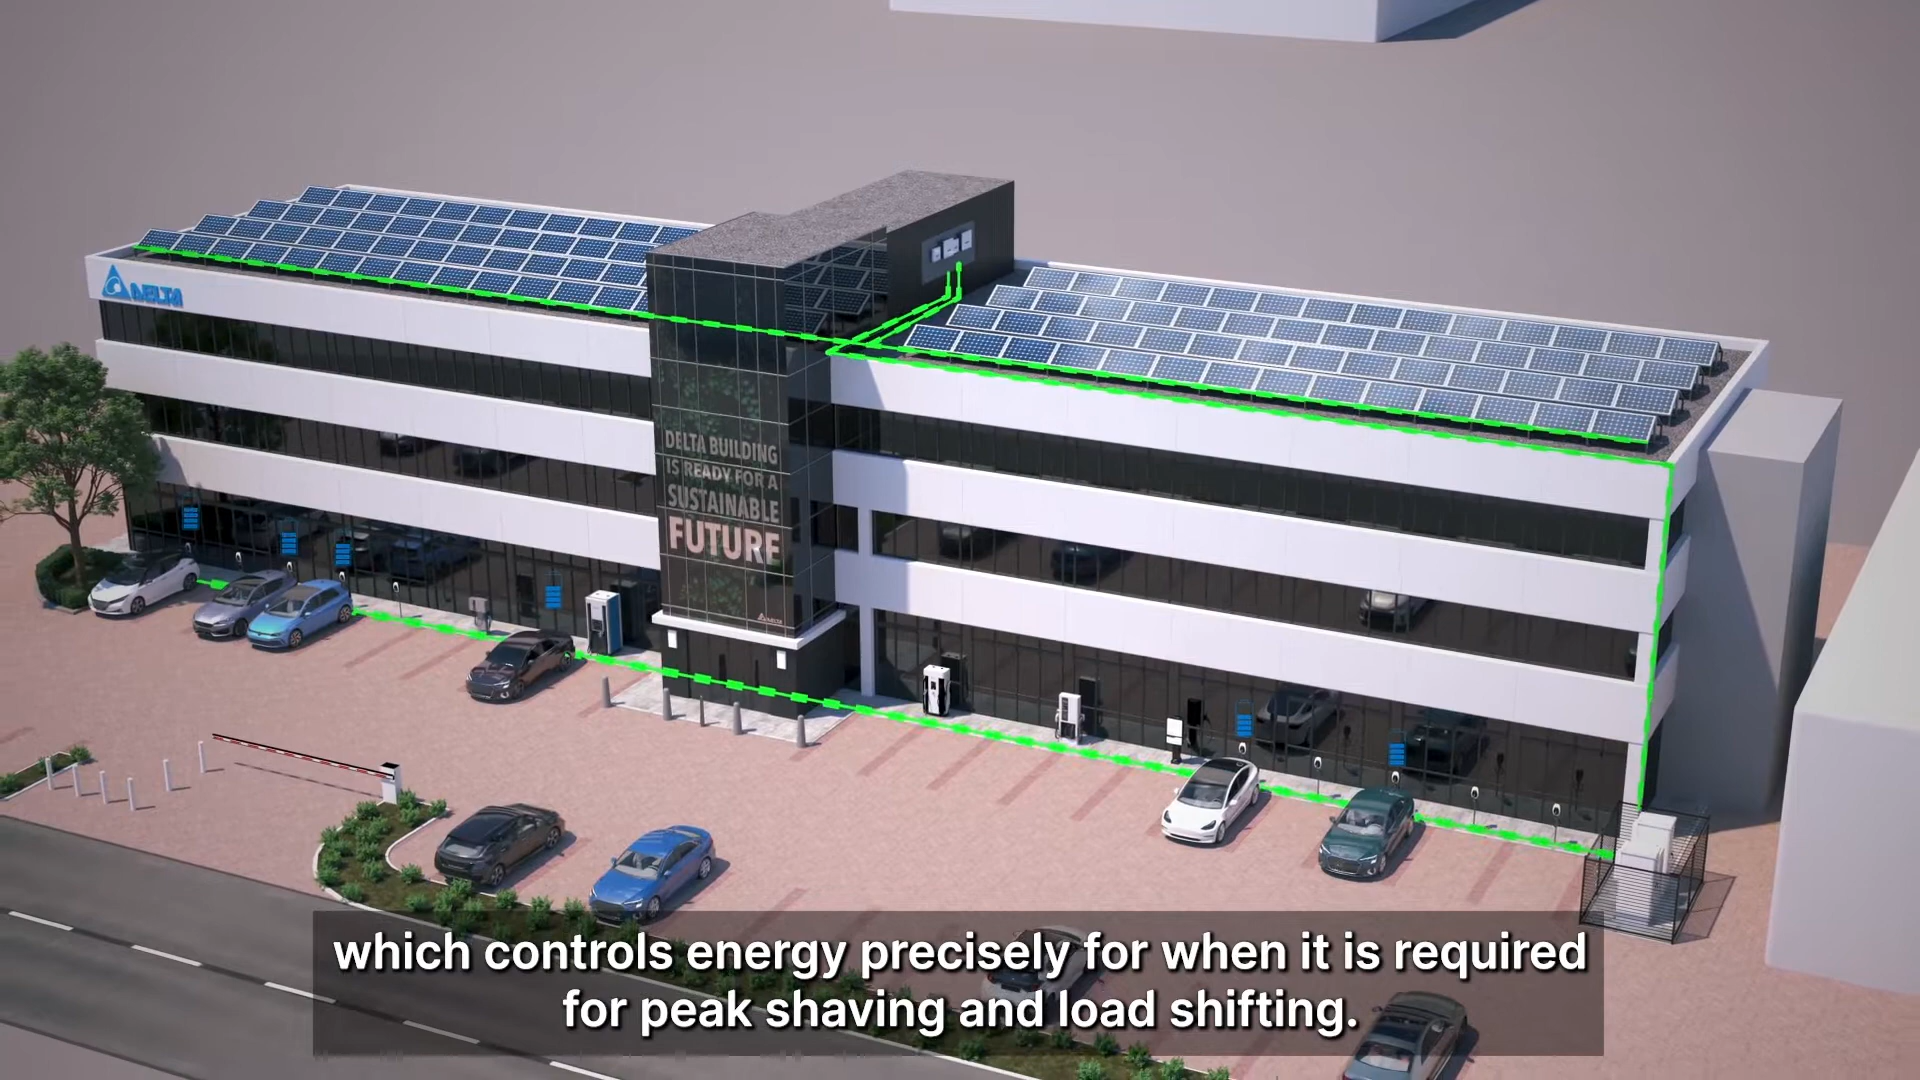 DELTA
DELTA BUILDING
IS READY FOR A
SUSTAINABLE
FUTURE
DELTA
which controls energy precisely for when it is required
for peak shaving and load shifting.